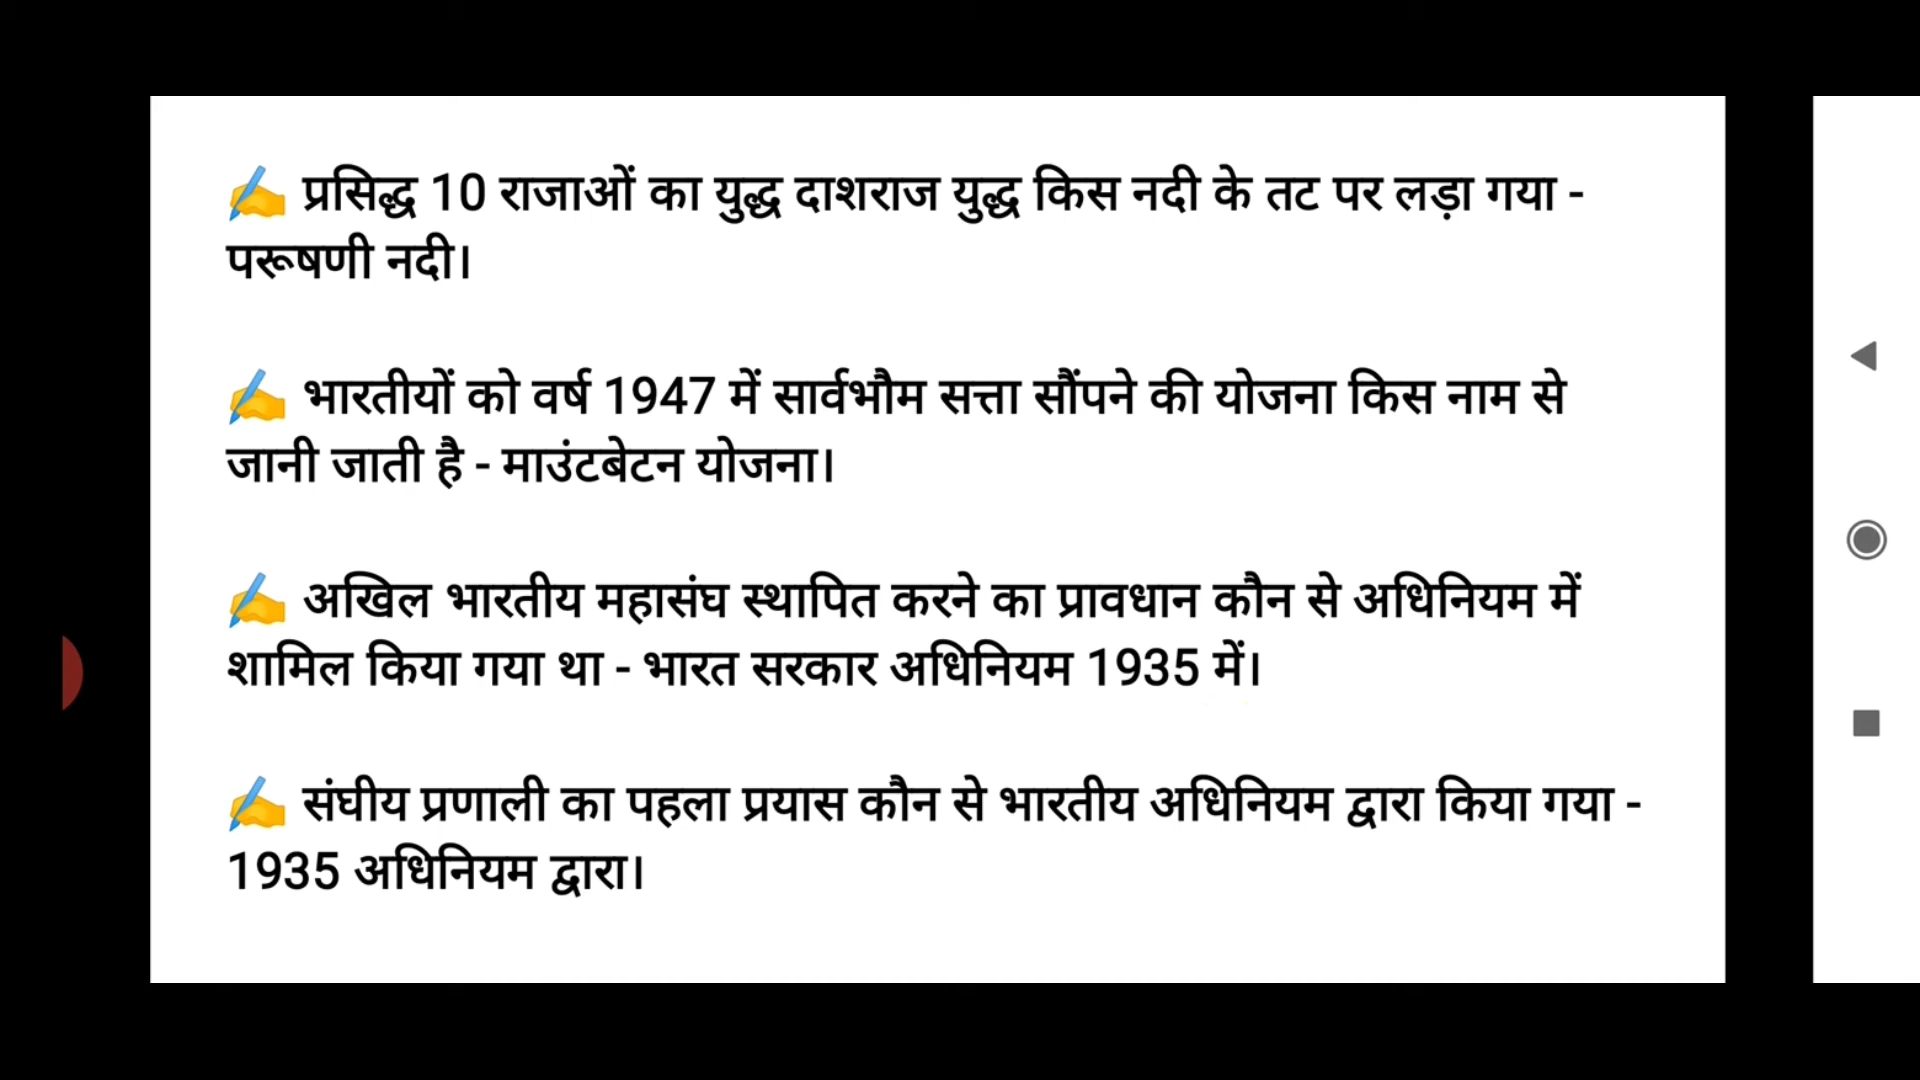 ✍️ प्रसिद्ध 10 राजाओं का युद्ध दाशराज युद्ध किस नदी के तट पर लड़ा गया -
परूषणी नदी।
✍️ भारतीयों को वर्ष 1947 में सार्वभौम सत्ता सौंपने की योजना किस नाम से
जानी जाती है - माउंटबेटन योजना।
✍️ अखिल भारतीय महासंघ स्थापित करने का प्रावधान कौन से अधिनियम में
शामिल किया गया था - भारत सरकार अधिनियम 1935 में।
✍️ संघीय प्रणाली का पहला प्रयास कौन से भारतीय अधिनियम द्वारा किया गया -
1935 अधिनियम द्वारा।